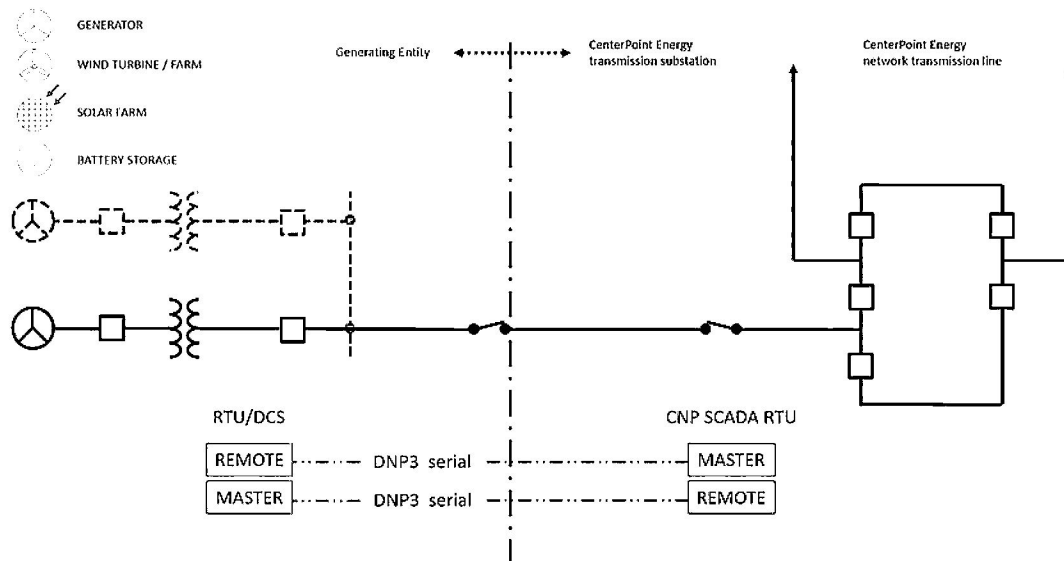 GENERATOR
WIND TURBINE / FARM
SOLAR FARM
BATTERY STORAGE
Generating Entity
CenterPoint Energy
transmission substation
CenterPoint Energy
network transmission line
RTU/DCS
CNP SCADA RTU
REMOTE
DNP3 serial
MASTER
MASTER
DNP3 serial
REMOTE